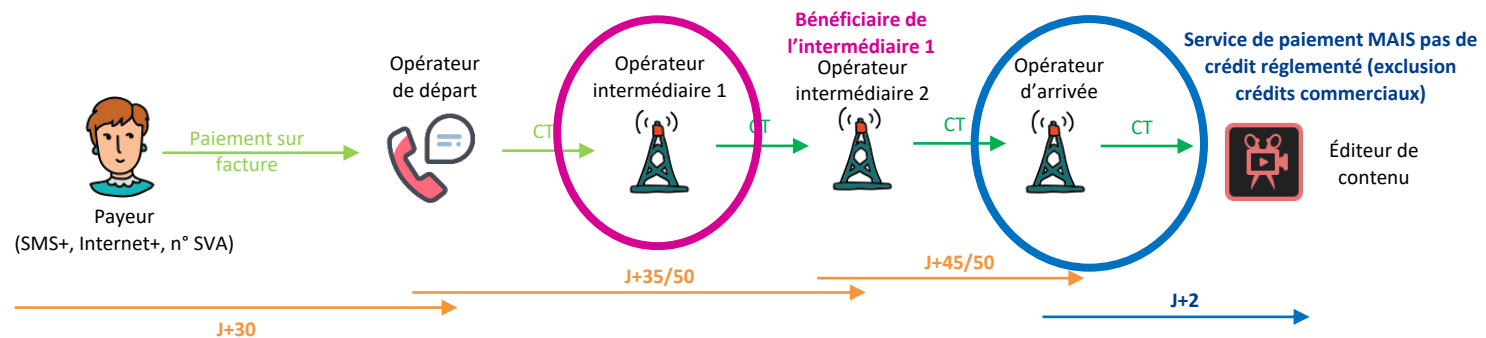 Payeur
(SMS+, Internet+, n° SVA)
Paiement sur
facture
Opérateur
de départ
CT
Opérateur
intermédiaire 1
CT
Bénéficiaire de
l'intermédiaire 1
Opérateur
intermédiaire 2
CT
Opérateur
d'arrivée
CT
Service de paiement MAIS pas de
crédit réglementé (exclusion
crédits commerciaux)
Éditeur de
contenu
J+30
J+35/50
J+45/50
J+2